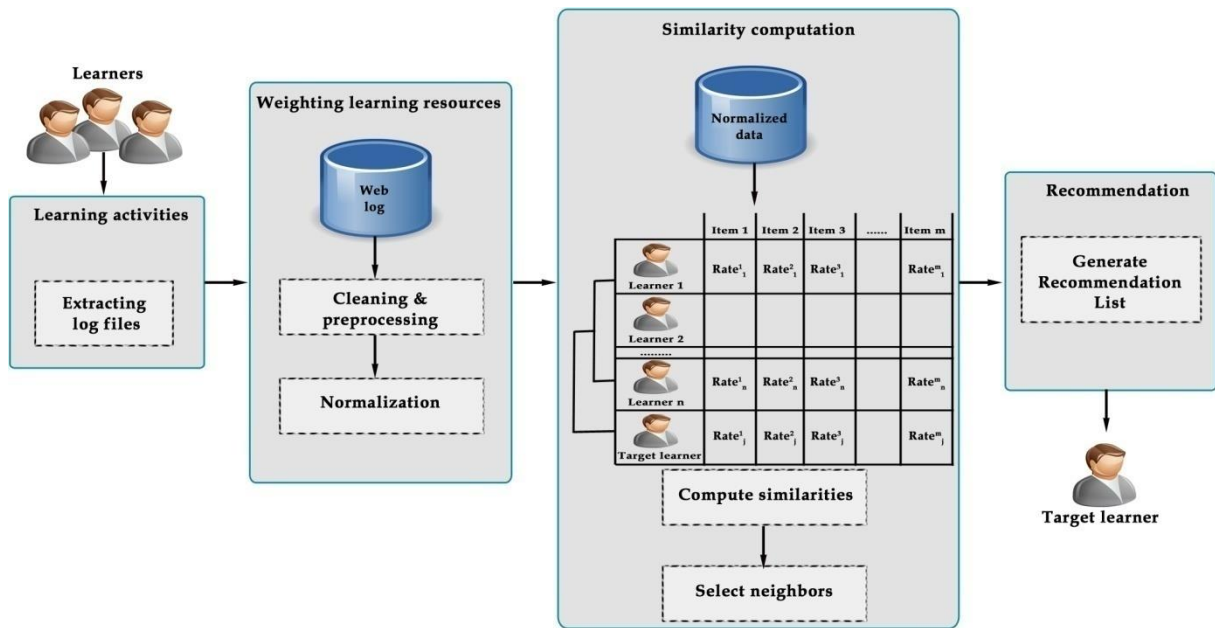 Learners
Learning activities
Extracting
log files
Weighting learning resources
Web
log
Cleaning &
preprocessing
Normalization
Similarity computation
Normalized
data
Item 1 Item 2 Item 3 ...... Item m
Learner 1 Rate¹₁ Rate²₁ Rate³₁ Rateᵐ₁
Learner 2
.........
Learner n Rate¹ₙ Rate²ₙ Rate³ₙ Rateᵐₙ
Target learner Rate¹ⱼ Rate²ⱼ Rate³ⱼ Rateᵐⱼ
Compute similarities
Select neighbors
Recommendation
Generate
Recommendation
List
Target learner